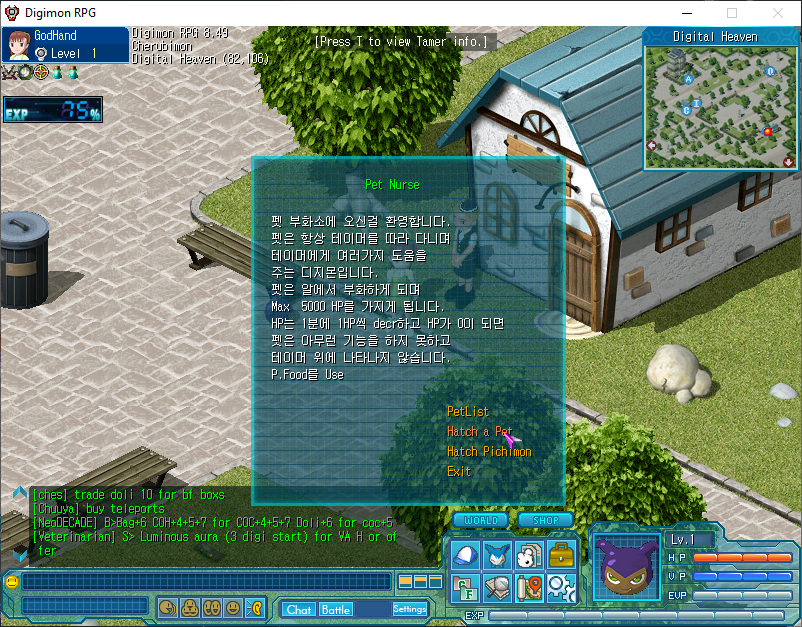 Digimon RPG
GodHand
Level 1
Digimon RPG 8.49
Cherubimon
Digital Heaven (82,106)
[Press T to view Tamer info.]
Digital Heaven
EXP 75%
Pet Nurse
펫 부화소에 오신걸 환영합니다.
펫은 항상 테이머를 따라 다니며
테이머에게 여러가지 도움을
주는 디지몬입니다.
펫은 알에서 부화하게 되며
Max 5000 HP를 가지게 됩니다.
HP는 1분에 1HP씩 decr하고 HP가 0이 되면
펫은 아무런 기능을 하지 못하고
테이머 위에 나타나지 않습니다.
P.Food를 Use
PetList
Hatch a Pet
Hatch Pichimon
Exit
[ches] trade doii 10 for bf boxs
[Chuuya] buy teleports
[NeoDECADE] B>Bag+6 COH+4+5+7 for COC+4+5+7 Doii+6 for coc+5
[Veterinarian] S> Luminous aura (3 digi start) for VA H or of
fer
WORLD
SHOP
Lv.1
HP
VP
EVP
EXP
Chat
Battle
Settings